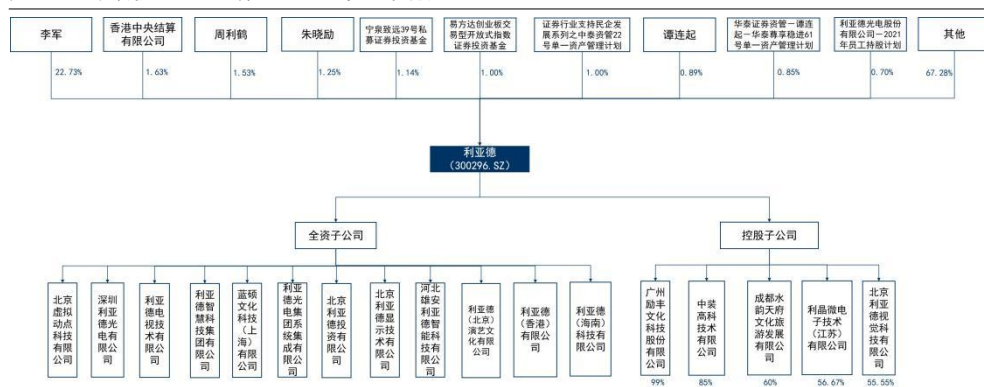 李军
香港中央结算
有限公司
周利鹤
朱晓励
宁泉致远39号私
募证券投资基金
易方达创业板交
易型开放式指数
证券投资基金
证券行业支持民企发
展系列之中泰资管22
号单一资产管理计划
谭连起
华泰证券资管-谭连
起-华泰尊享稳进61
号单一资产管理计划
利亚德光电股份
有限公司-2021
年员工持股计划
其他
22.73%
1.63%
1.53%
1.25%
1.14%
1.00%
1.00%
0.89%
0.85%
0.70%
67.28%
利亚德
(300296.SZ)
全资子公司
控股子公司
北京
虚拟
动点
科技
有限
公司
深圳
利亚
德光
电有
限公
司
利亚
德电
视技
术有
限公
司
利亚
德智
慧科
技集
团有
限公
司
蓝硕
文化
科技
(上
海)
有限
公司
利亚
德光
电集
团系
统集
成有
限公
司
北京
利亚
德投
资有
限公
司
北京
利亚
德显
示技
术有
限公
司
河北
雄安
利亚
德智
能科
技有
限公
司
利亚德
(北京)
演艺文
化有限
公司
利亚德
(香港)
有限公
司
利亚德
(海南)
科技有
限公司
广州
励丰
文化
科技
股份
有限
公司
中装
高科
技术
有限
公司
成都水
韵天府
文化旅
游发展
有限公
司
利晶微电
子技术
(江苏)
有限公司
北京
利亚
德视
觉科
技有
限公
司
99%
85%
60%
56.67%
55.55%